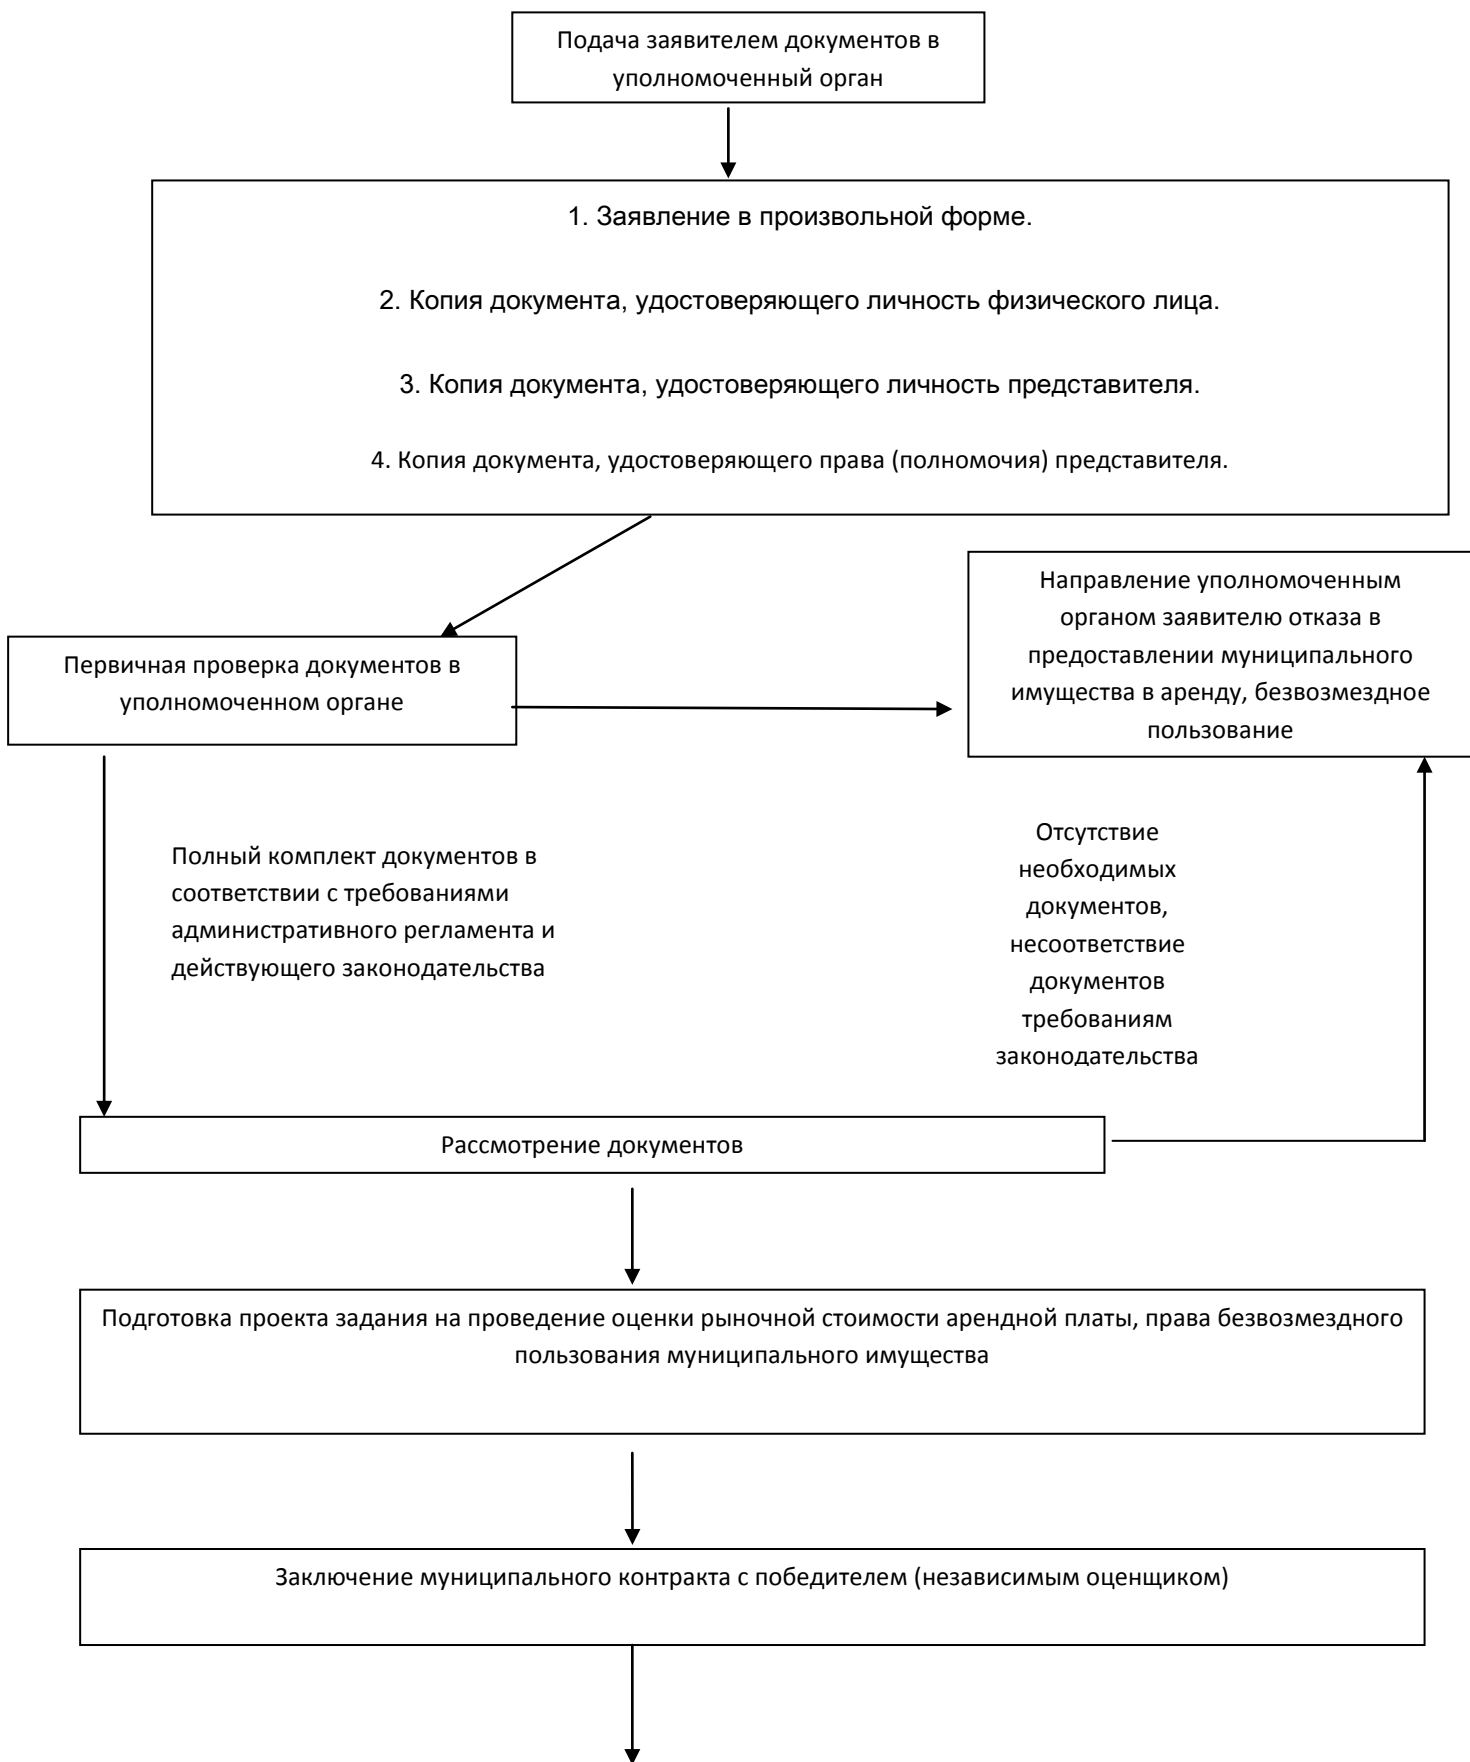 Подача заявителем документов в
уполномоченный орган
1. Заявление в произвольной форме.
2. Копия документа, удостоверяющего личность физического лица.
3. Копия документа, удостоверяющего личность представителя.
4. Копия документа, удостоверяющего права (полномочия) представителя.
Направление уполномоченным
органом заявителю отказа в
предоставлении муниципального
имущества в аренду, безвозмездное
пользование
Первичная проверка документов в
уполномоченном органе
Полный комплект документов в
соответствии с требованиями
административного регламента и
действующего законодательства
Отсутствие
необходимых
документов,
несоответствие
документов
требованиям
законодательства
Рассмотрение документов
Подготовка проекта задания на проведение оценки рыночной стоимости арендной платы, права безвозмездного
пользования муниципального имущества
Заключение муниципального контракта с победителем (независимым оценщиком)